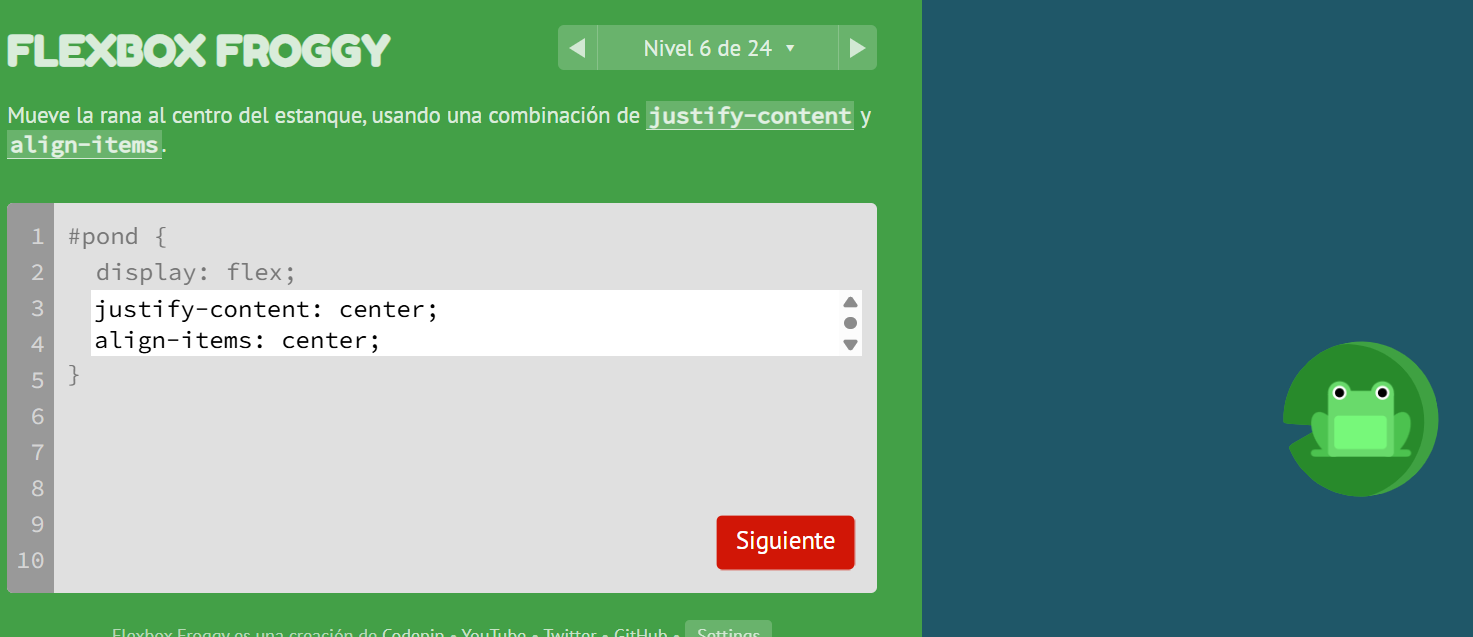 FLEXBOX FROGGY
Nivel 6 de 24
Mueve la rana al centro del estanque, usando una combinación de justify-content y
align-items.
1 #pond {
2 display: flex;
3 justify-content: center;
4 align-items: center;
5 }
6
7
8
9
10
Siguiente
Flexbox Froggy es una creación de Codepip • YouTube • Twitter • GitHub • Settings